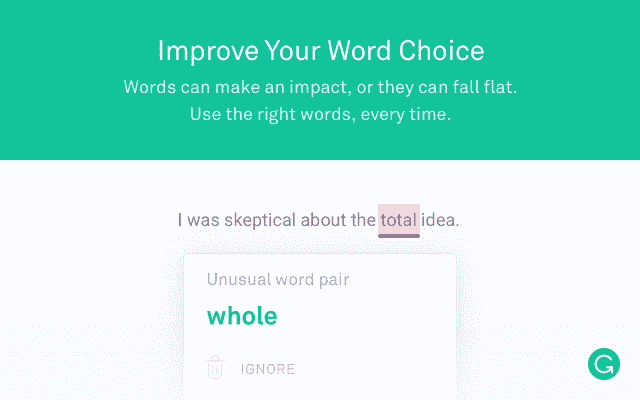 Improve Your Word Choice
Words can make an impact, or they can fall flat.
Use the right words, every time.
I was skeptical about the total idea.
Unusual word pair
whole
IGNORE